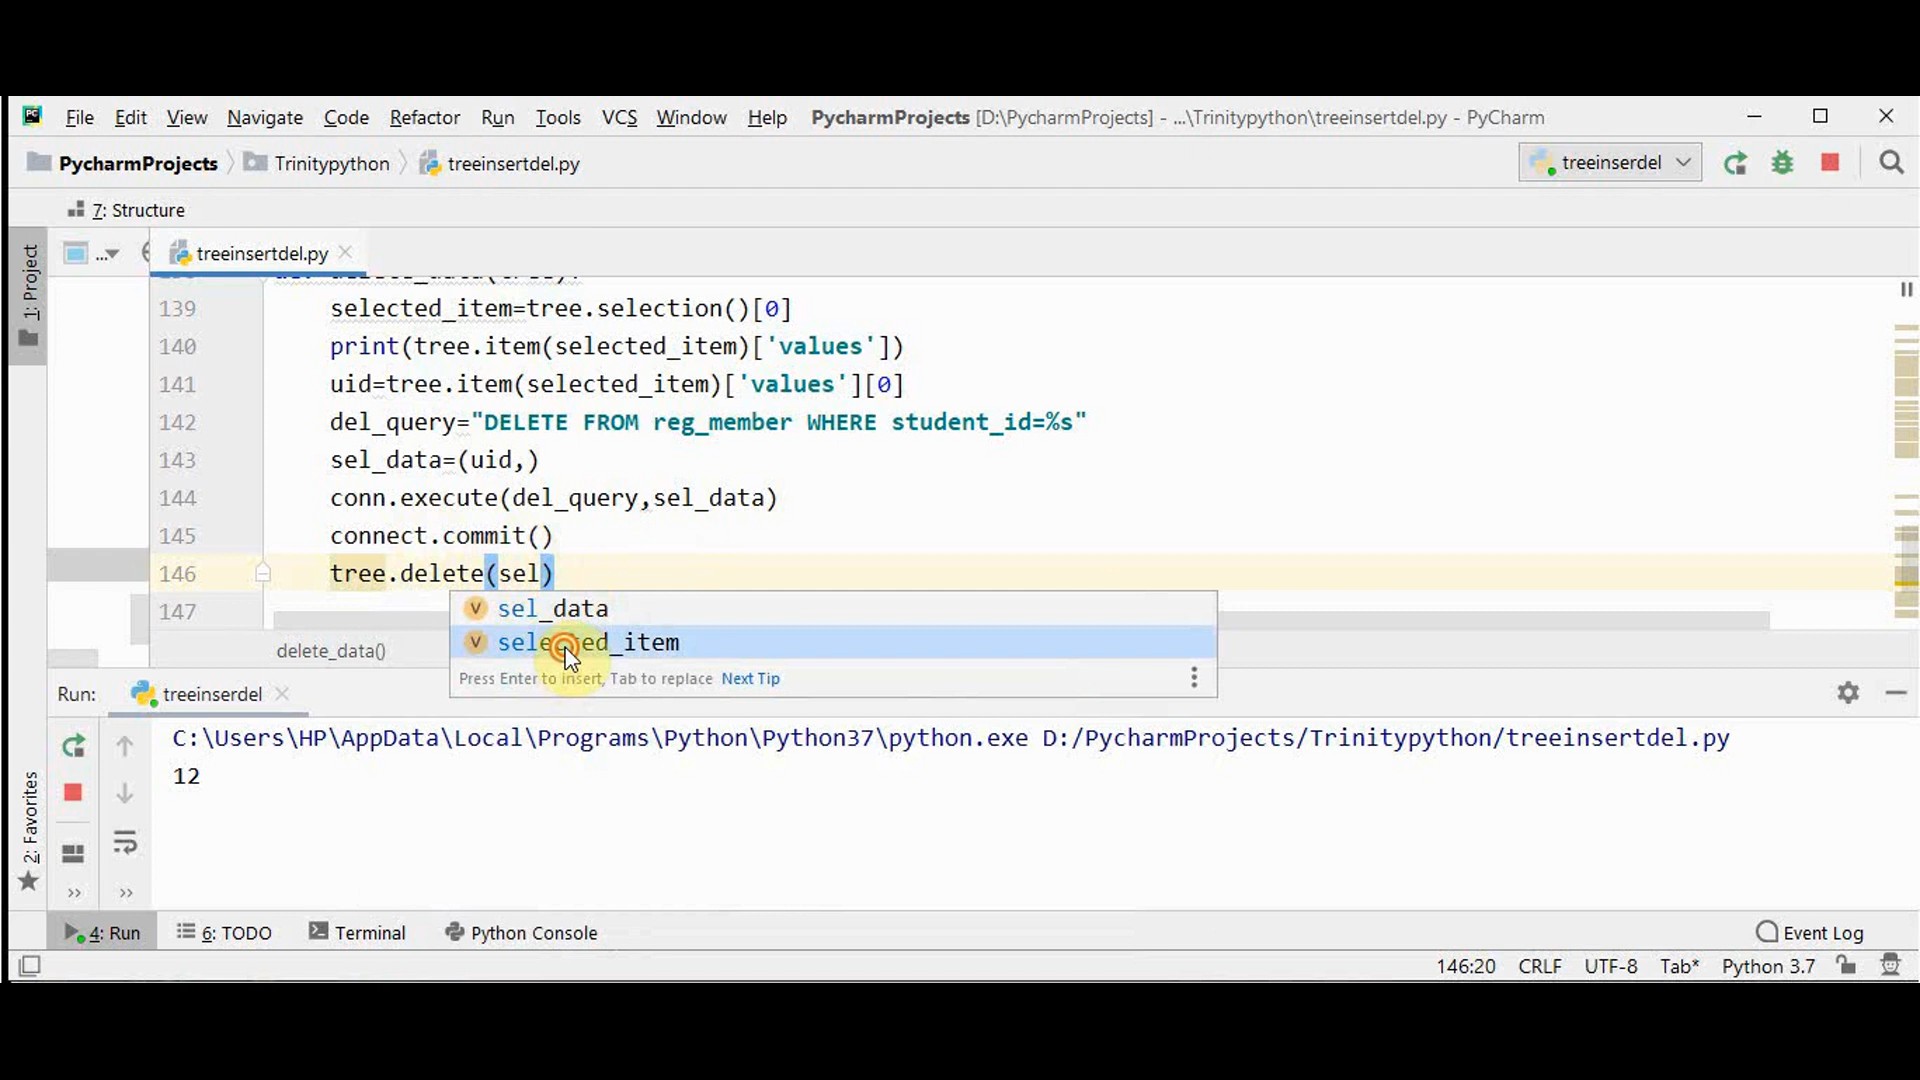 File Edit View Navigate Code Refactor Run Tools VCS Window Help PycharmProjects [D:\PycharmProjects] - ...\Trinitypython\treeinsertdel.py - PyCharm
PycharmProjects Trinitypython treeinsertdel.py treeinserdel
7: Structure
1: Project
... treeinsertdel.py
139 selected_item=tree.selection()[0]
140 print(tree.item(selected_item)['values'])
141 uid=tree.item(selected_item)['values'][0]
142 del_query="DELETE FROM reg_member WHERE student_id=%s"
143 sel_data=(uid,)
144 conn.execute(del_query,sel_data)
145 connect.commit()
146 tree.delete(sel)
147
V sel_data
V selected_item
Press Enter to insert, Tab to replace Next Tip
delete_data()
Run: treeinserdel
C:\Users\HP\AppData\Local\Programs\Python\Python37\python.exe D:/PycharmProjects/Trinitypython/treeinsertdel.py
12
2: Favorites
4: Run 6: TODO Terminal Python Console Event Log
146:20 CRLF UTF-8 Tab* Python 3.7